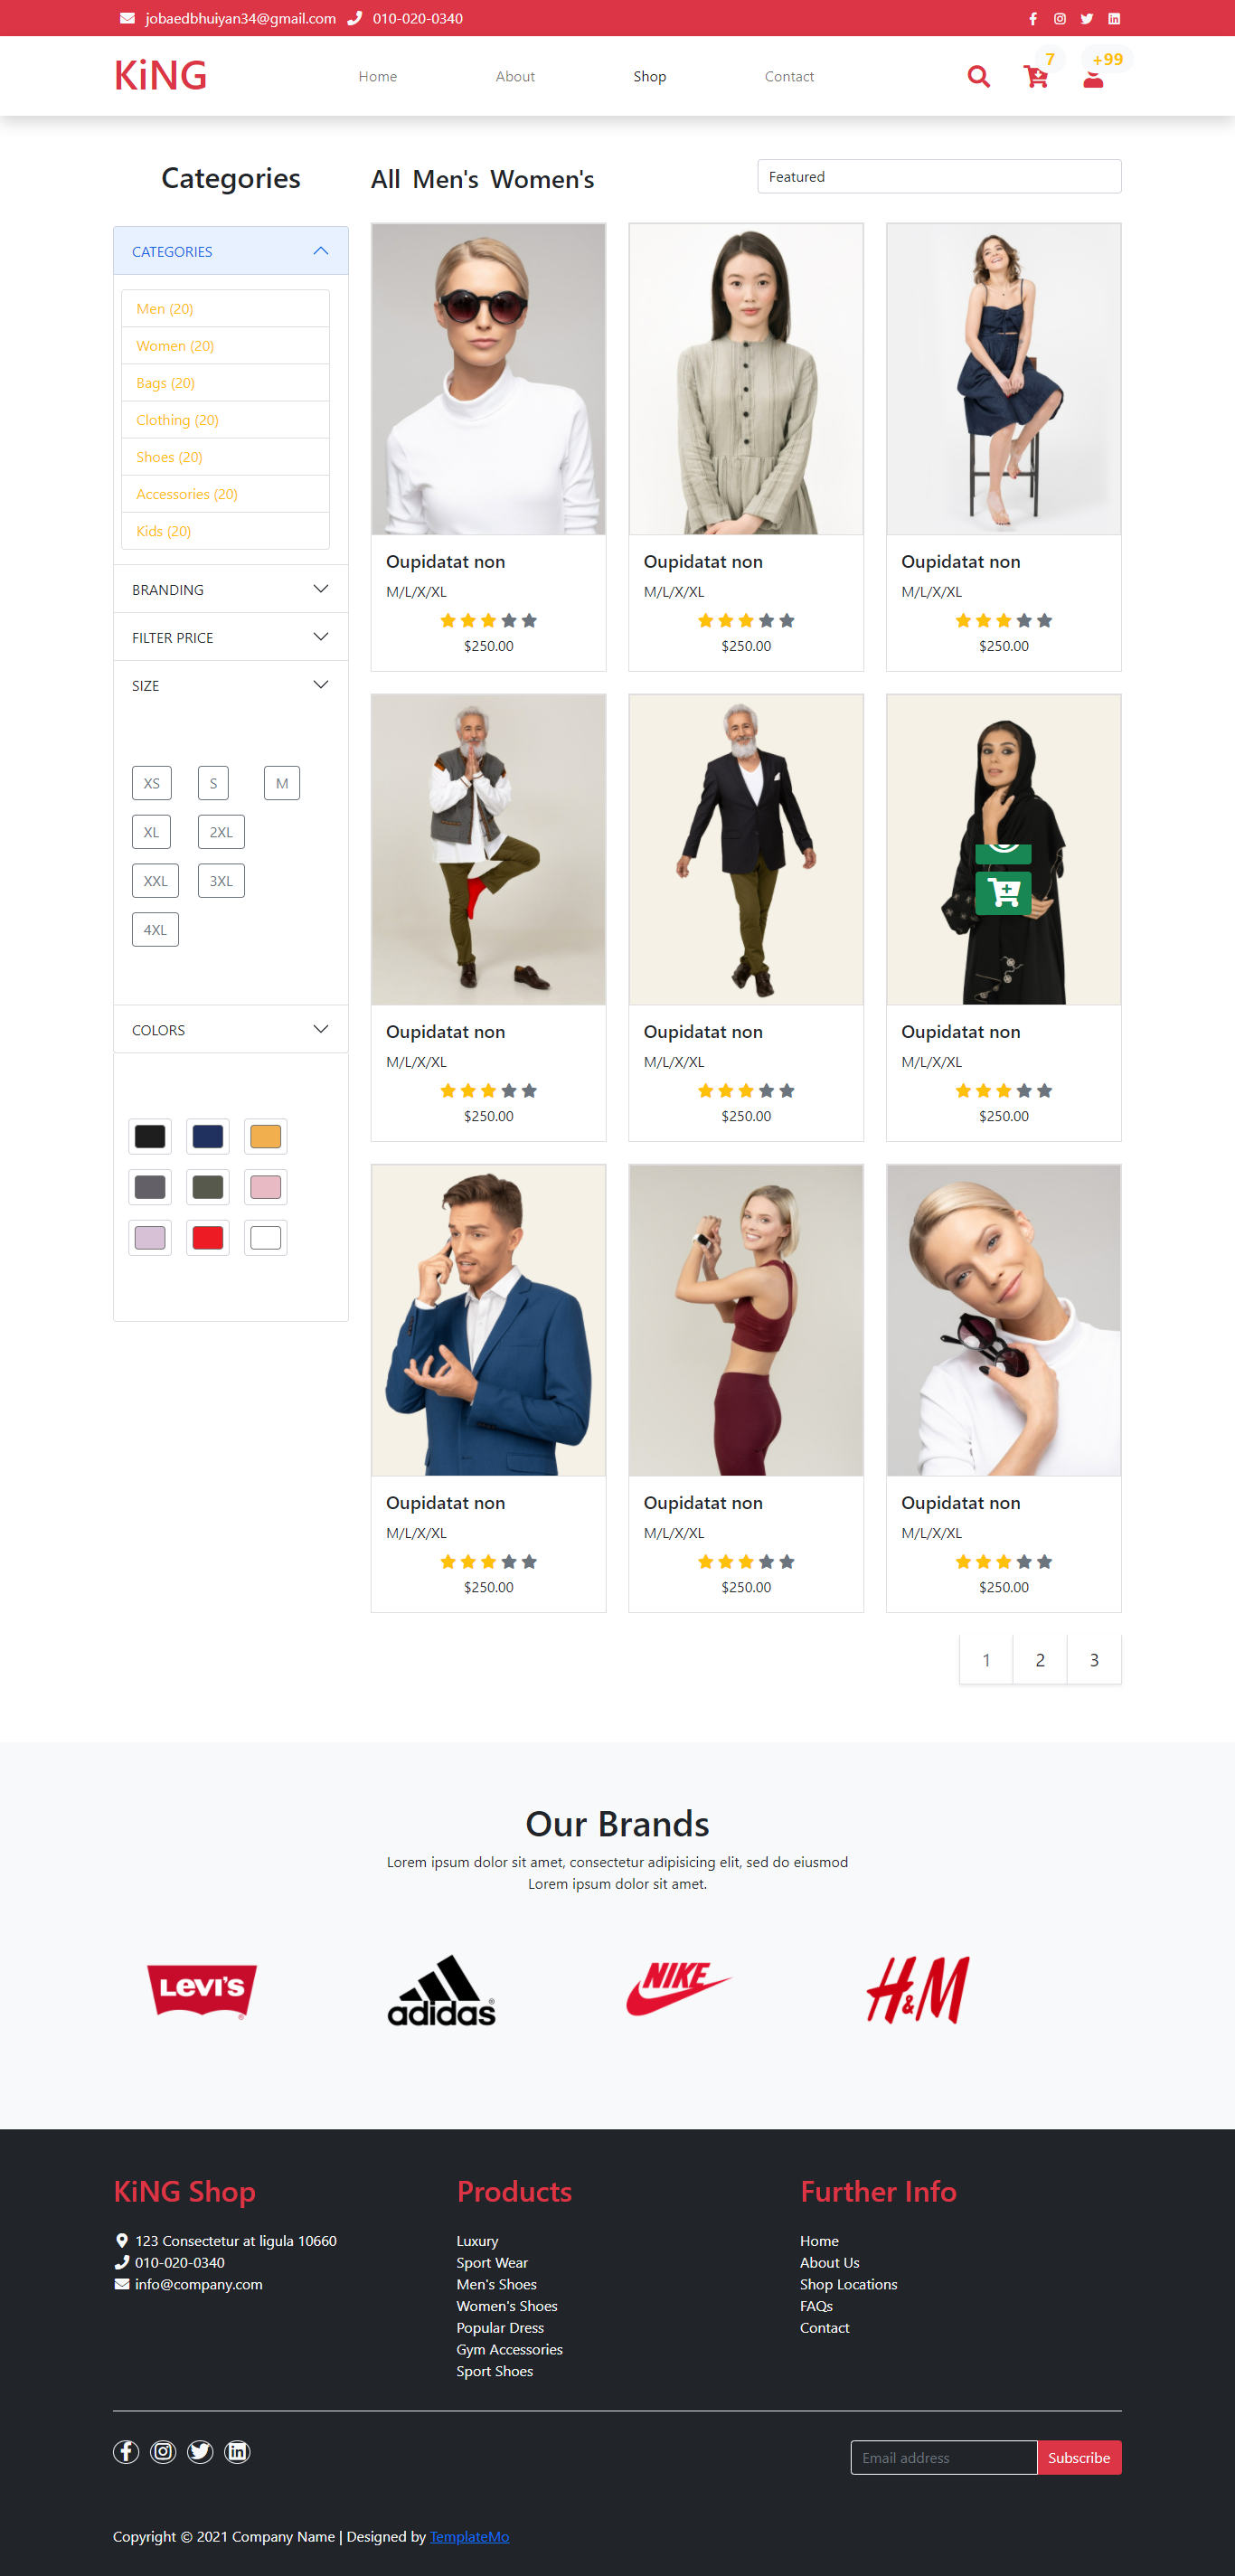 jobaedbhuiyan34@gmail.com 010-020-0340
KiNG
Home About Shop Contact
7 +99
Categories
All Men's Women's
Featured
CATEGORIES
Men (20)
Women (20)
Bags (20)
Clothing (20)
Shoes (20)
Accessories (20)
Kids (20)
BRANDING
FILTER PRICE
SIZE
XS S M
XL 2XL
XXL 3XL
4XL
COLORS
Oupidatat non Oupidatat non Oupidatat non
M/L/X/XL M/L/X/XL M/L/X/XL
$250.00 $250.00 $250.00
Oupidatat non Oupidatat non Oupidatat non
M/L/X/XL M/L/X/XL M/L/X/XL
$250.00 $250.00 $250.00
Oupidatat non Oupidatat non Oupidatat non
M/L/X/XL M/L/X/XL M/L/X/XL
$250.00 $250.00 $250.00
1 2 3
Our Brands
Lorem ipsum dolor sit amet, consectetur adipisicing elit, sed do eiusmod
Lorem ipsum dolor sit amet.
LEVI'S adidas NIKE H&M
KiNG Shop
123 Consectetur at ligula 10660
010-020-0340
info@company.com
Products
Luxury
Sport Wear
Men's Shoes
Women's Shoes
Popular Dress
Gym Accessories
Sport Shoes
Further Info
Home
About Us
Shop Locations
FAQs
Contact
Email address Subscribe
Copyright © 2021 Company Name | Designed by TemplateMo